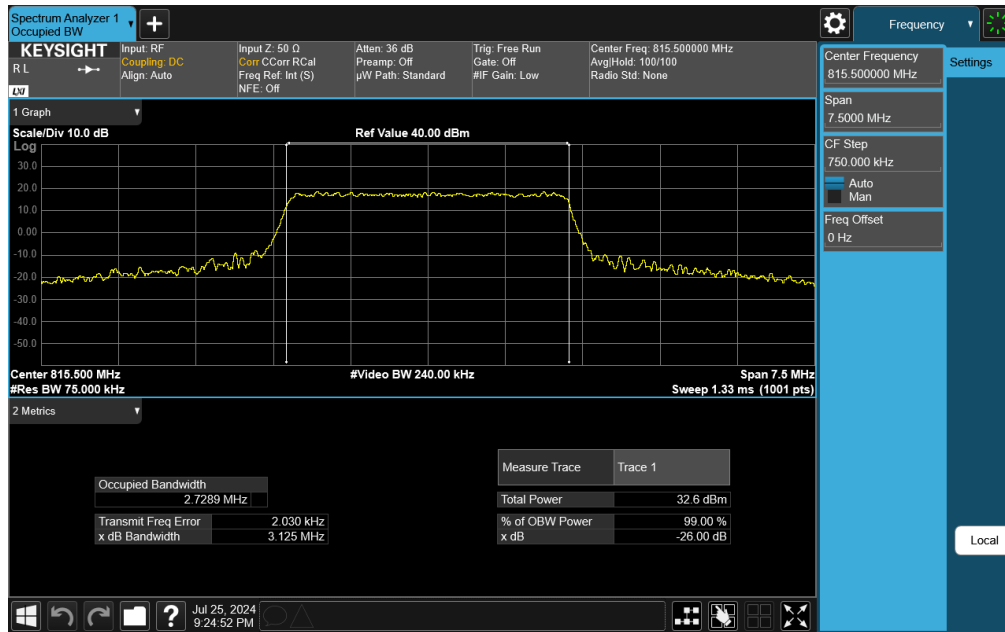 Spectrum Analyzer 1
Occupied BW
+
Frequency
KEYSIGHT
R L
LXI
Input: RF
Coupling: DC
Align: Auto
Input Z: 50 Ω
Corr CCorr RCal
Freq Ref: Int (S)
NFE: Off
Atten: 36 dB
Preamp: Off
µW Path: Standard
Trig: Free Run
Gate: Off
#IF Gain: Low
Center Freq: 815.500000 MHz
Avg|Hold: 100/100
Radio Std: None
Center Frequency
815.500000 MHz
Settings
Span
7.5000 MHz
CF Step
750.000 kHz
Auto
Man
Freq Offset
0 Hz
Local
1 Graph
Scale/Div 10.0 dB
Ref Value 40.00 dBm
Log
30.0
20.0
10.0
0.00
-10.0
-20.0
-30.0
-40.0
-50.0
Center 815.500 MHz
#Video BW 240.00 kHz
Span 7.5 MHz
#Res BW 75.000 kHz
Sweep 1.33 ms (1001 pts)
2 Metrics
Occupied Bandwidth
2.7289 MHz
Transmit Freq Error 2.030 kHz
x dB Bandwidth 3.125 MHz
Measure Trace Trace 1
Total Power 32.6 dBm
% of OBW Power 99.00 %
x dB -26.00 dB
?
Jul 25, 2024
9:24:52 PM